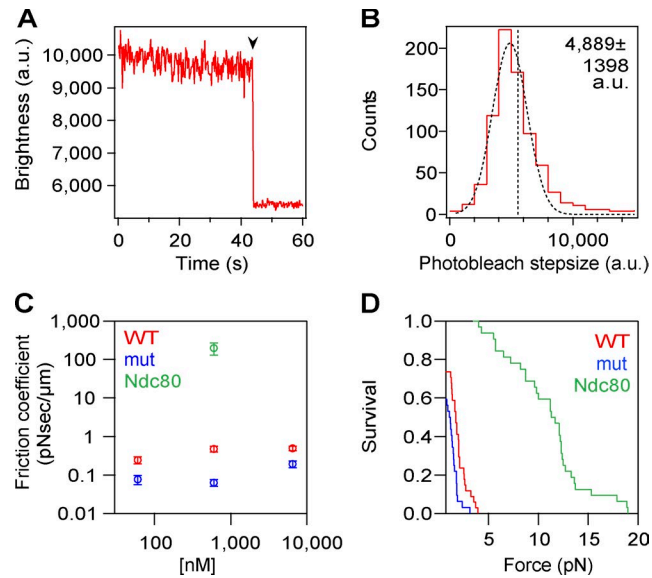 A
Brightness (a.u.)
10,000
9,000
8,000
7,000
6,000
0
20
40
60
Time (s)
B
Counts
200
150
100
50
0
4,889±
1398
a.u.
0
10,000
Photobleach stepsize (a.u.)
C
Friction coefficient
(pNsec/μm)
1,000
100
10
1
0.1
0.01
WT
mut
Ndc80
100
1,000
10,000
[nM]
D
Survival
1.0
0.8
0.6
0.4
0.2
0.0
WT
mut
Ndc80
5
10
15
20
Force (pN)